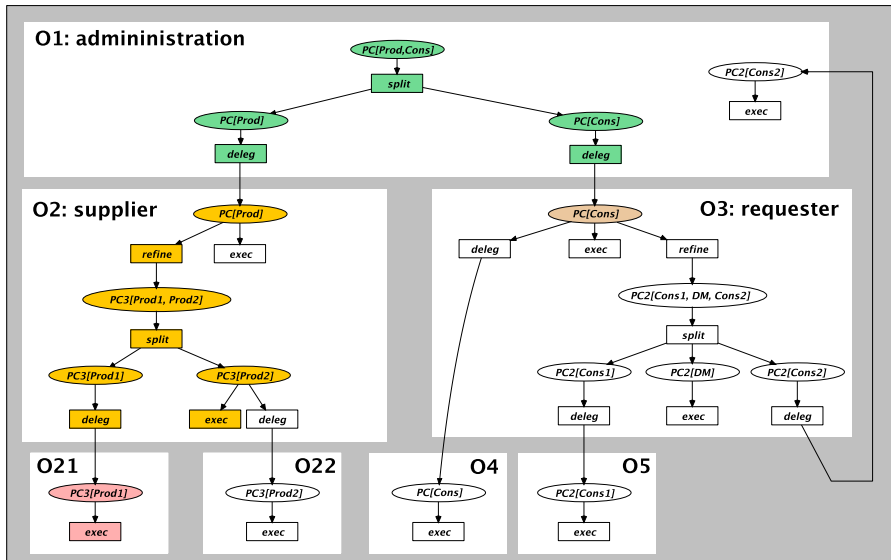 O1: admininistration
PC[Prod,Cons]
split
PC2[Cons2]
exec
PC[Prod]
PC[Cons]
deleg
deleg
O2: supplier
PC[Prod]
refine
exec
PC3[Prod1, Prod2]
split
PC3[Prod1]
PC3[Prod2]
deleg
exec
deleg
O3: requester
PC[Cons]
deleg
exec
refine
PC2[Cons1, DM, Cons2]
split
PC2[Cons1]
PC2[DM]
PC2[Cons2]
deleg
exec
deleg
O21
PC3[Prod1]
exec
O22
PC3[Prod2]
exec
O4
PC[Cons]
exec
O5
PC2[Cons1]
exec